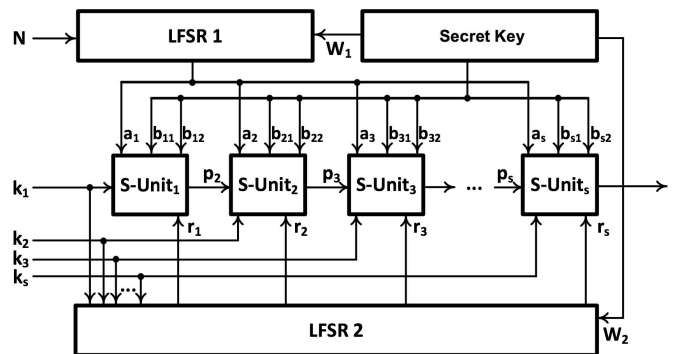 N LFSR 1 W₁ Secret Key
a₁ b₁₁ b₁₂ a₂ b₂₁ b₂₂ a₃ b₃₁ b₃₂ aₛ bₛ₁ bₛ₂
k₁ S-Unit₁ p₂ S-Unit₂ p₃ S-Unit₃ ... pₛ S-Unitₛ
r₁ r₂ r₃ rₛ
k₂
k₃
kₛ
...
LFSR 2 W₂